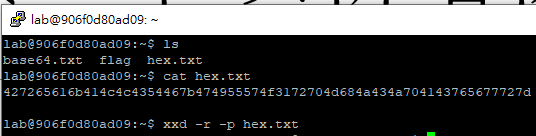 lab@906f0d80ad09: ~
lab@906f0d80ad09:~$ ls
base64.txt  flag  hex.txt
lab@906f0d80ad09:~$ cat hex.txt
427265616b414c4c4354467b474955574f3172704d684a434a704143765677727d
lab@906f0d80ad09:~$ xxd -r -p hex.txt